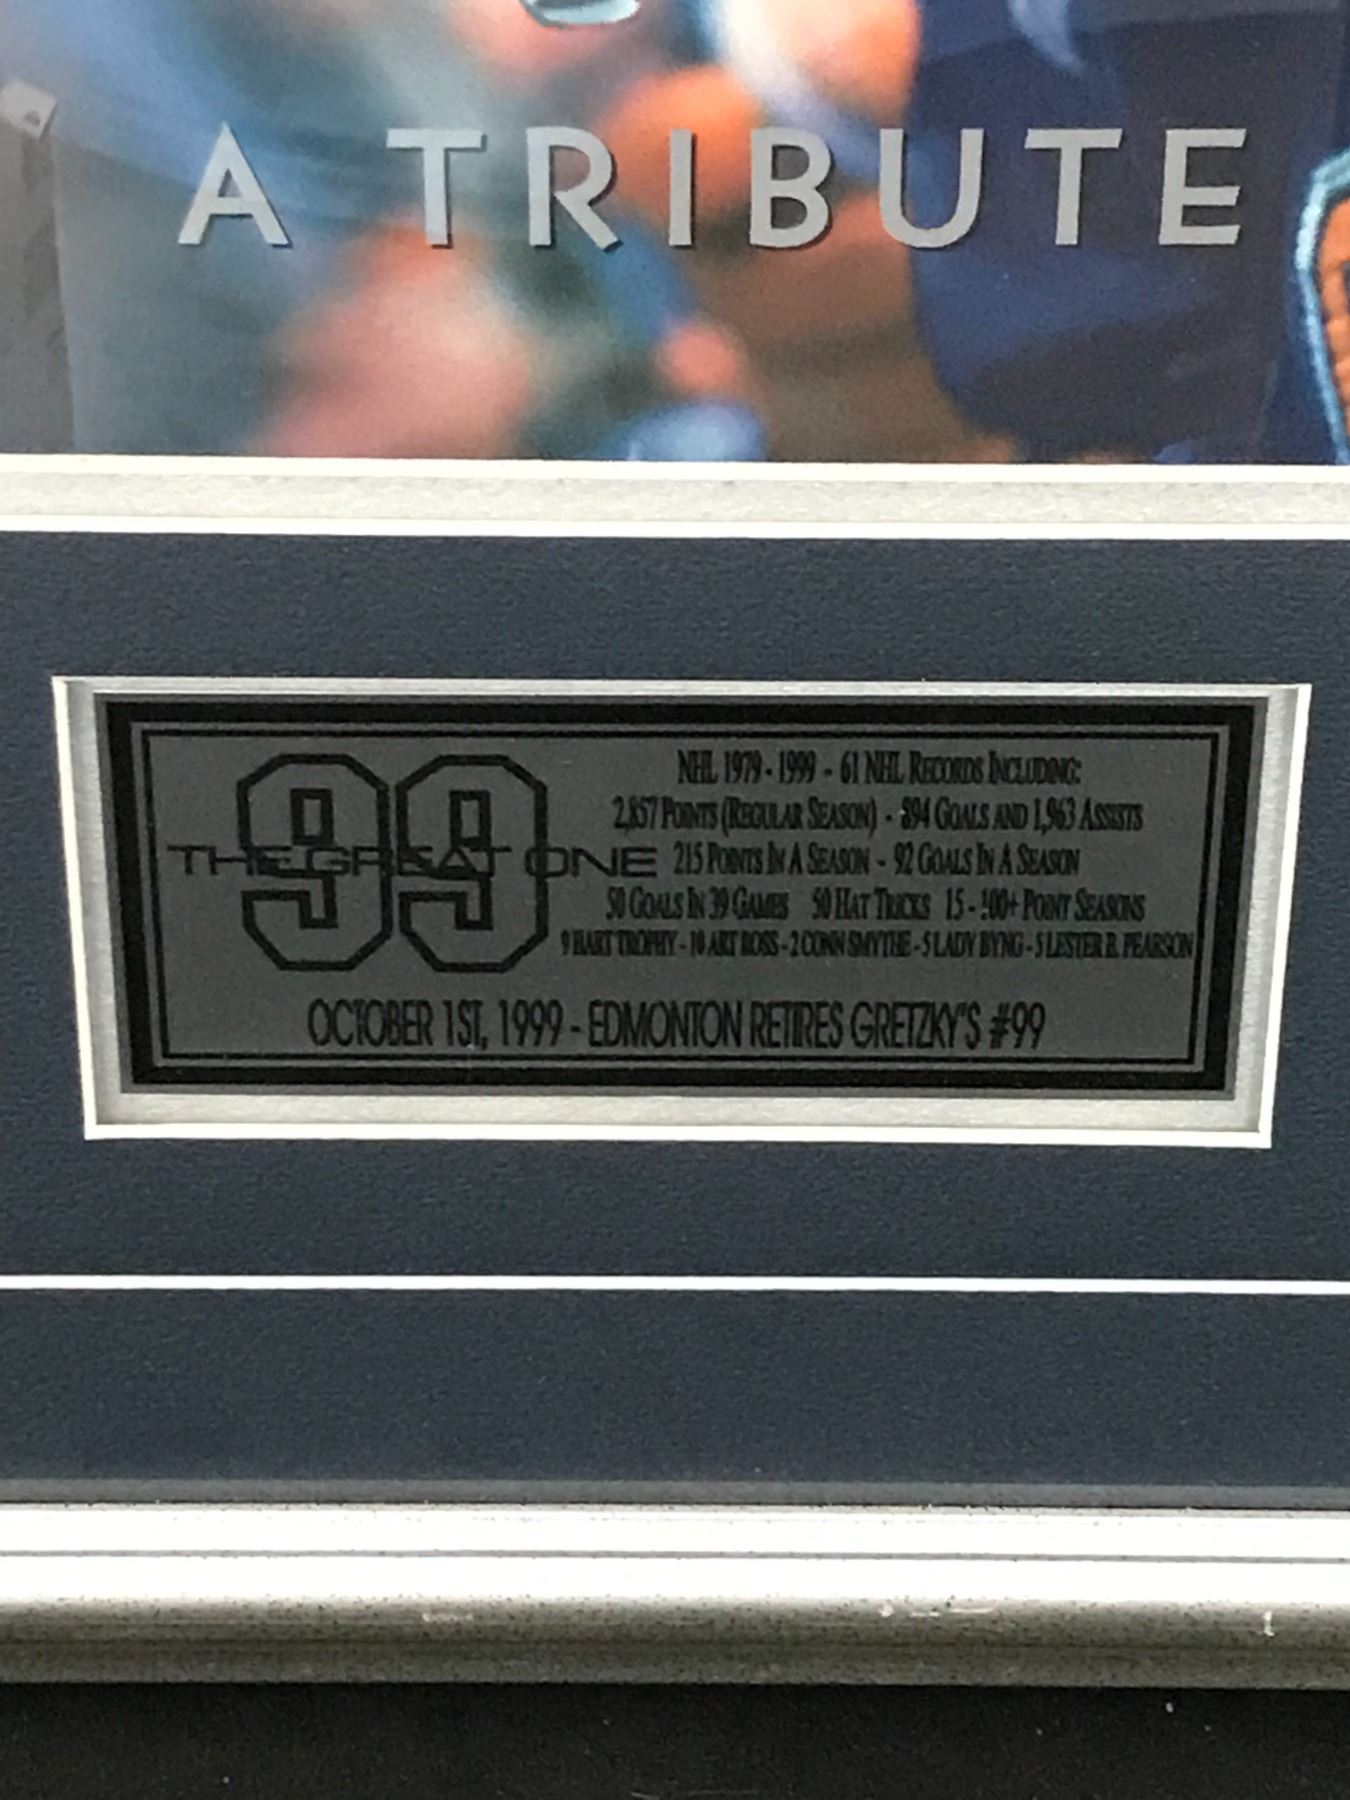 A TRIBUTE
99
THE GREAT ONE
NHL 1979 - 1999 - 61 NHL RECORDS INCLUDING:
2,857 POINTS (REGULAR SEASON) - 894 GOALS AND 1,963 ASSISTS
215 POINTS IN A SEASON - 92 GOALS IN A SEASON
50 GOALS IN 39 GAMES 50 HAT TRICKS 15 - 100+ POINT SEASONS
9 HART TROPHY - 10 ART ROSS - 2 CONN SMYTHE - 5 LADY BYNG - 5 LESTER B. PEARSON
OCTOBER 1ST, 1999 - EDMONTON RETIRES GRETZKY'S #99